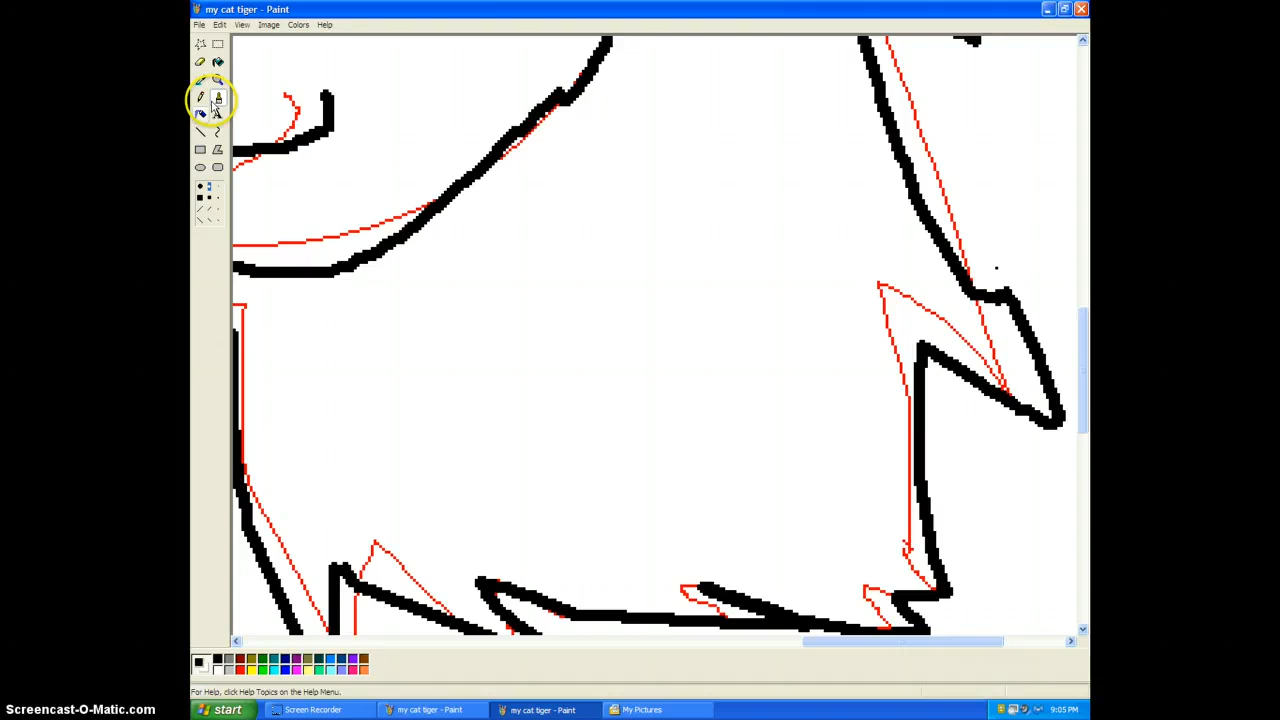 my cat tiger - Paint
File Edit View Image Colors Help
A
For Help, click Help Topics on the Help Menu.
start Screen Recorder my cat tiger - Paint my cat tiger - Paint My Pictures 9:05 PM
Screencast-O-Matic.com